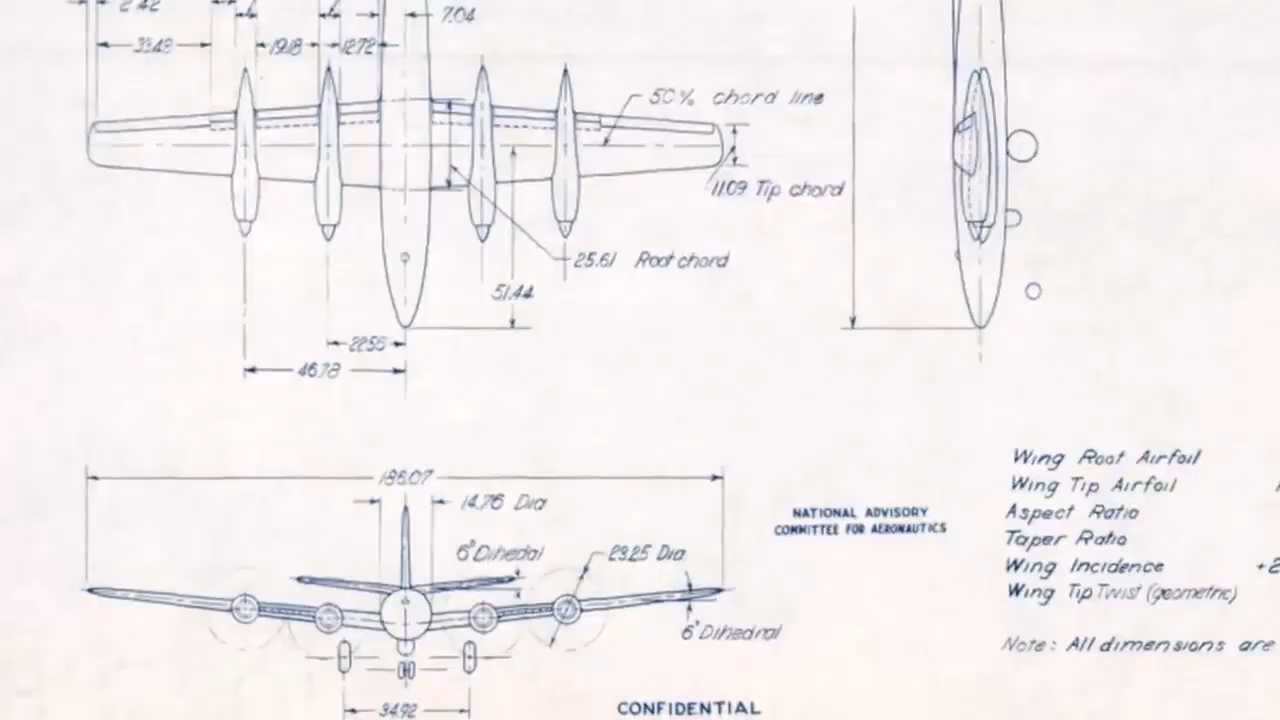 2.42
7.04
33.48
19.18
12.72
50% chord line
11.09 Tip chord
25.61 Root chord
51.44
22.55
46.78
186.07
14.76 Dia
6° Dihedal
23.25 Dia.
6° Dihedral
34.92
NATIONAL ADVISORY
COMMITTEE FOR AERONAUTICS
CONFIDENTIAL
Wing Root Airfoil
Wing Tip Airfoil
Aspect Ratio
Taper Ratio
Wing Incidence +2
Wing Tip Twist (geometric)
Note: All dimensions are